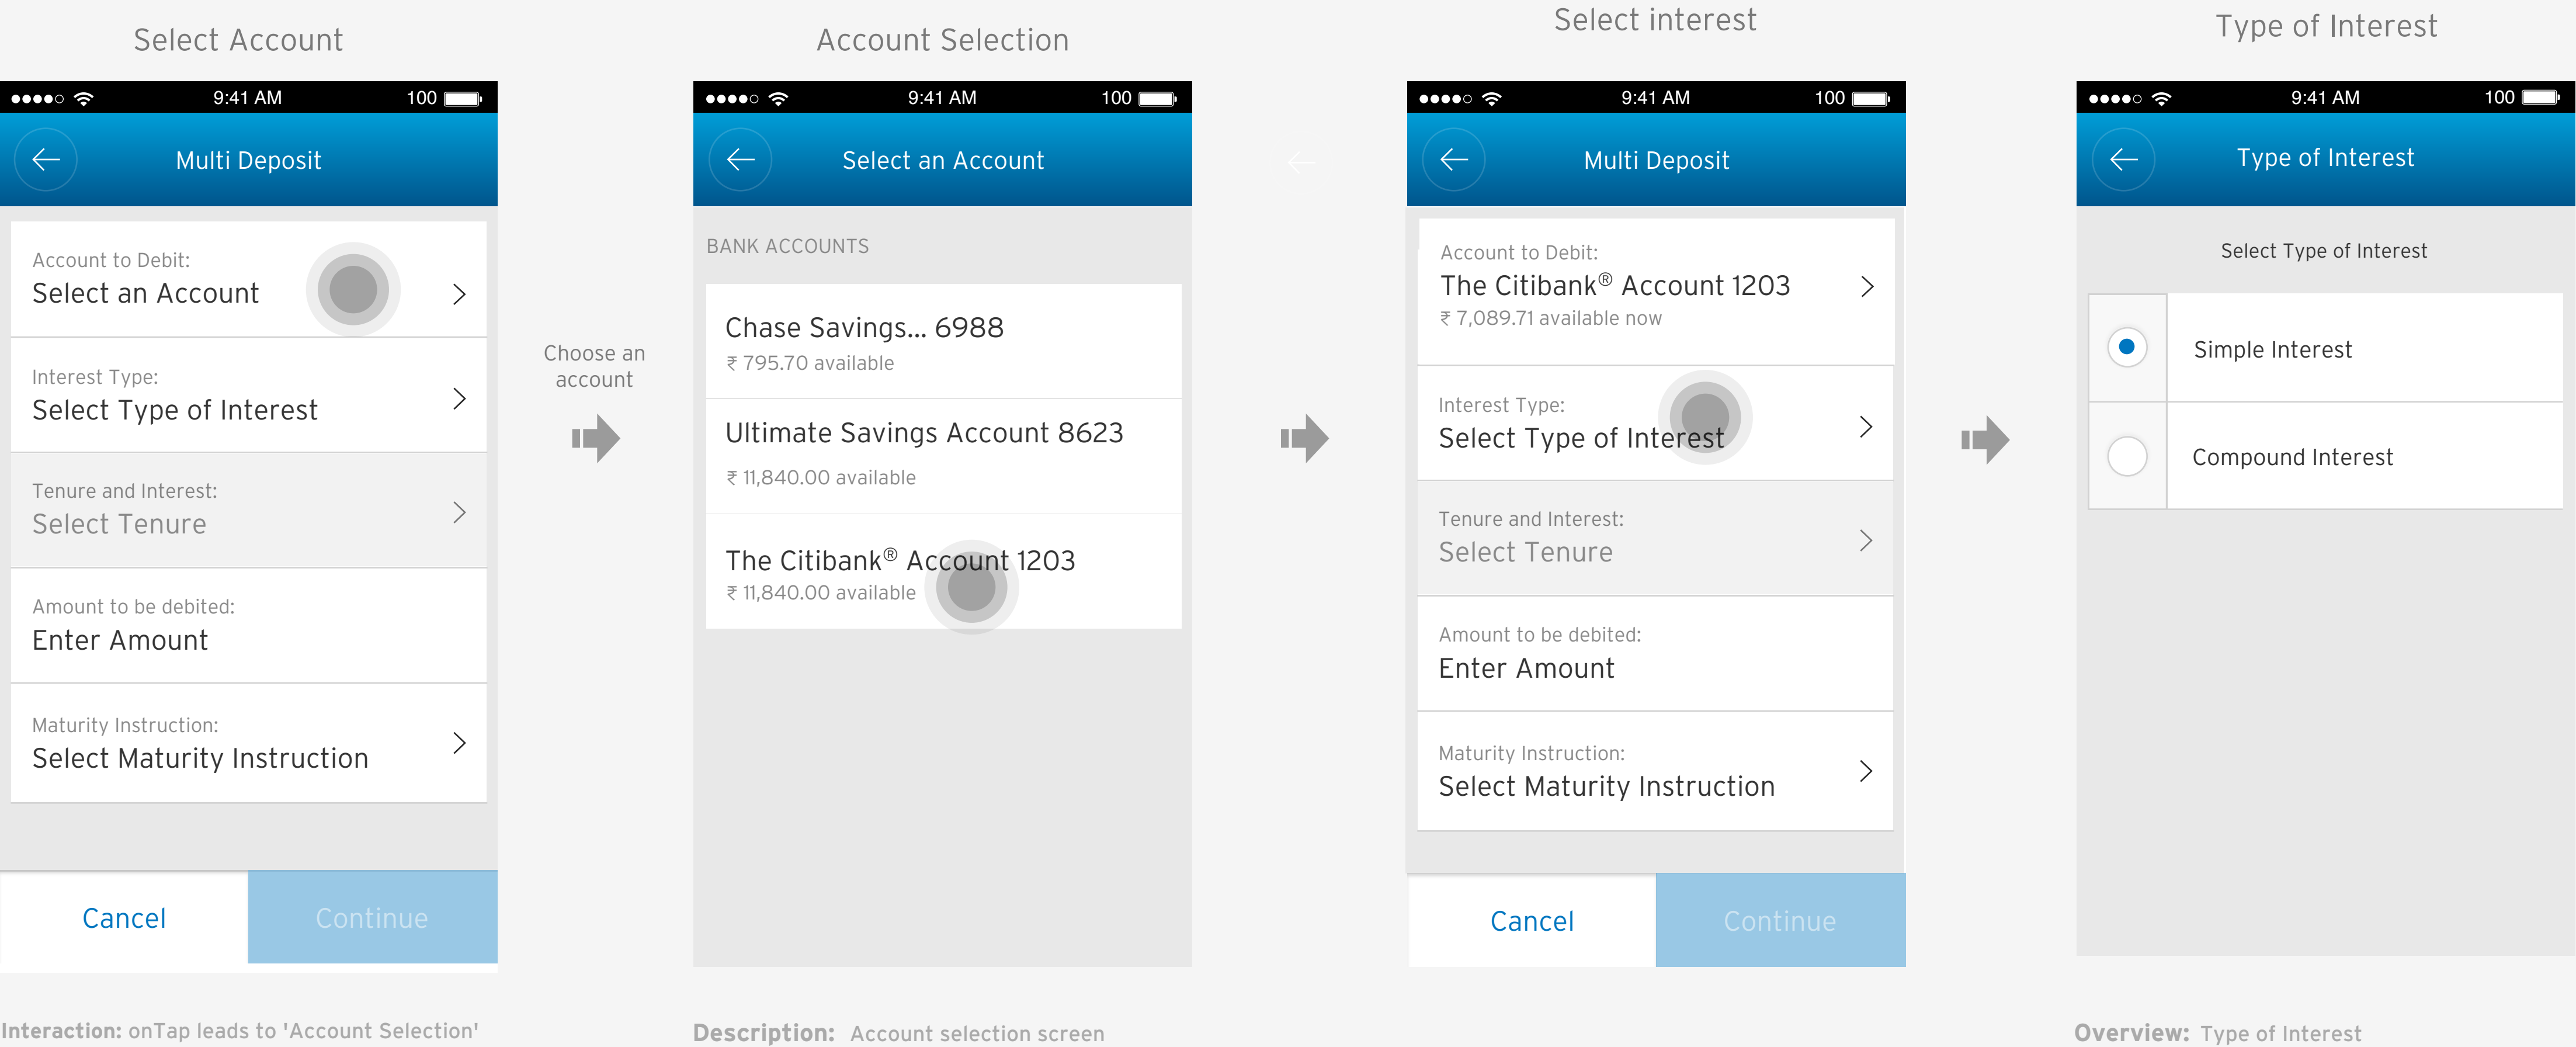 Select Account
9:41 AM 100
Multi Deposit
Account to Debit:
Select an Account
Interest Type:
Select Type of Interest
Tenure and Interest:
Select Tenure
Amount to be debited:
Enter Amount
Maturity Instruction:
Select Maturity Instruction
Cancel Continue
Interaction: onTap leads to 'Account Selection'
Choose an
account
Account Selection
9:41 AM 100
Select an Account
BANK ACCOUNTS
Chase Savings... 6988
₹ 795.70 available
Ultimate Savings Account 8623
₹ 11,840.00 available
The Citibank® Account 1203
₹ 11,840.00 available
Description: Account selection screen
Select interest
9:41 AM 100
Multi Deposit
Account to Debit:
The Citibank® Account 1203
₹ 7,089.71 available now
Interest Type:
Select Type of Interest
Tenure and Interest:
Select Tenure
Amount to be debited:
Enter Amount
Maturity Instruction:
Select Maturity Instruction
Cancel Continue
Type of Interest
9:41 AM 100
Type of Interest
Select Type of Interest
Simple Interest
Compound Interest
Overview: Type of Interest